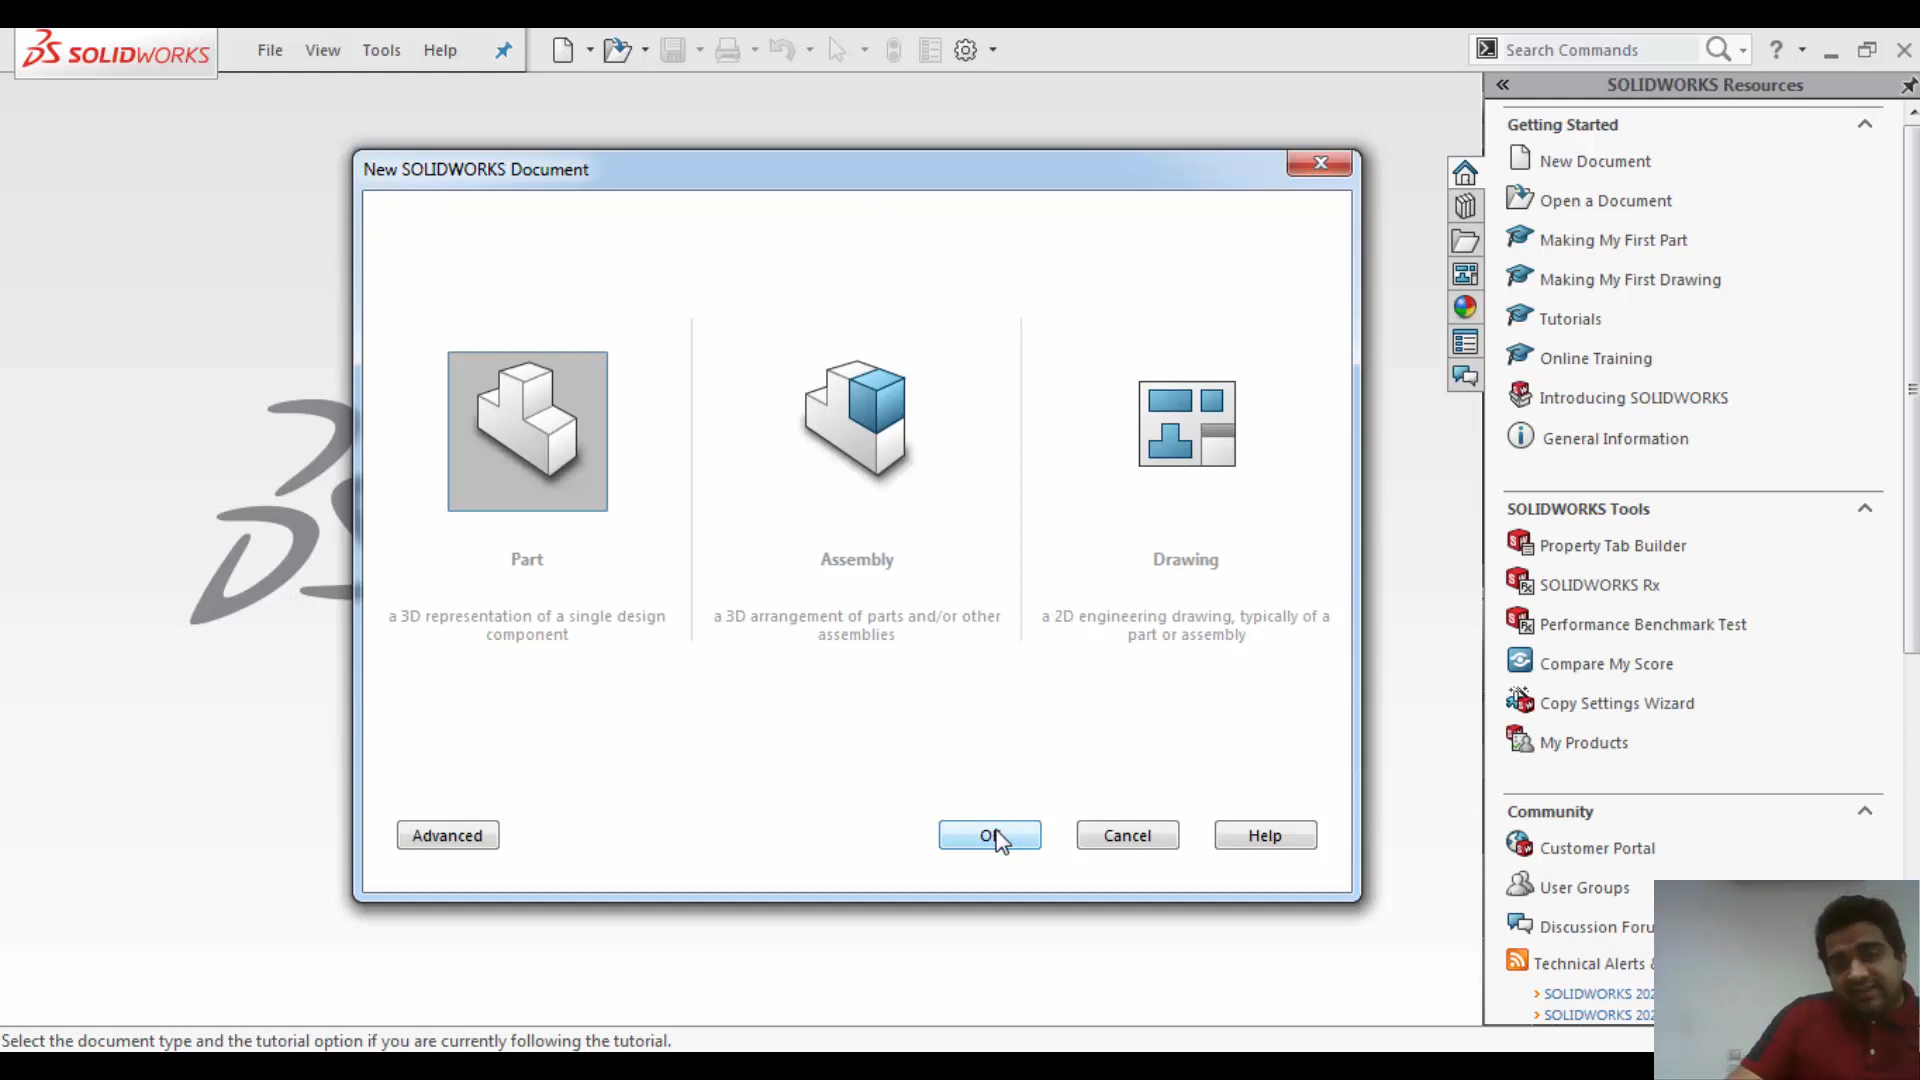 SOLIDWORKS File View Tools Help Search Commands ?
SOLIDWORKS Resources
New SOLIDWORKS Document
Part
a 3D representation of a single design
component
Assembly
a 3D arrangement of parts and/or other
assemblies
Drawing
a 2D engineering drawing, typically of a
part or assembly
Advanced
Cancel
Help
Getting Started
New Document
Open a Document
Making My First Part
Making My First Drawing
Tutorials
Online Training
Introducing SOLIDWORKS
General Information
SOLIDWORKS Tools
Property Tab Builder
SOLIDWORKS Rx
Performance Benchmark Test
Compare My Score
Copy Settings Wizard
My Products
Community
Customer Portal
User Groups
Discussion
Technical Alerts
SOLIDWORKS
SOLIDWORKS
Select the document type and the tutorial option if you are currently following the tutorial.